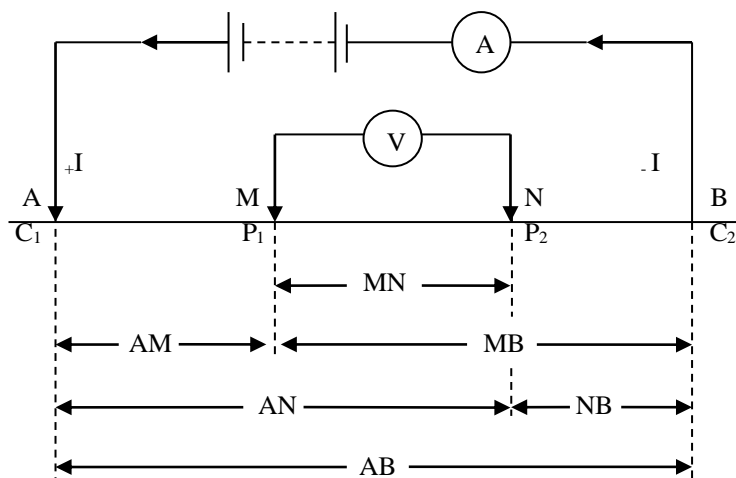 A
V
+I
- I
A M N B
C₁ P₁ P₂ C₂
MN
AM MB
AN NB
AB